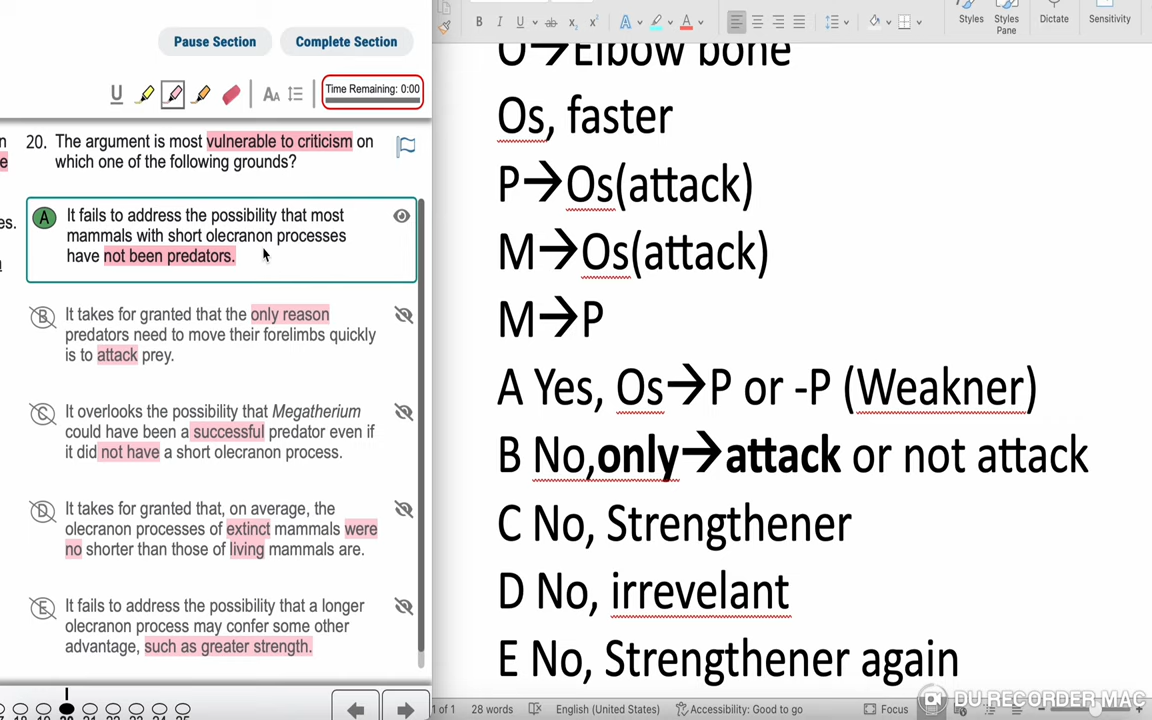 Pause Section
Complete Section
Time Remaining: 0:00
20. The argument is most vulnerable to criticism on
which one of the following grounds?
A It fails to address the possibility that most
mammals with short olecranon processes
have not been predators.
B It takes for granted that the only reason
predators need to move their forelimbs quickly
is to attack prey.
C It overlooks the possibility that Megatherium
could have been a successful predator even if
it did not have a short olecranon process.
D It takes for granted that, on average, the
olecranon processes of extinct mammals were
no shorter than those of living mammals are.
E It fails to address the possibility that a longer
olecranon process may confer some other
advantage, such as greater strength.
Styles
Styles Pane
Dictate
Sensitivity
O→Elbow bone
Os, faster
P→Os(attack)
M→Os(attack)
M→P
A Yes, Os→P or -P (Weakner)
B No,only→attack or not attack
C No, Strengthener
D No, irrevelant
E No, Strengthener again
1 of 1 28 words English (United States) Accessibility: Good to go Focus
DU RECORDER MAC